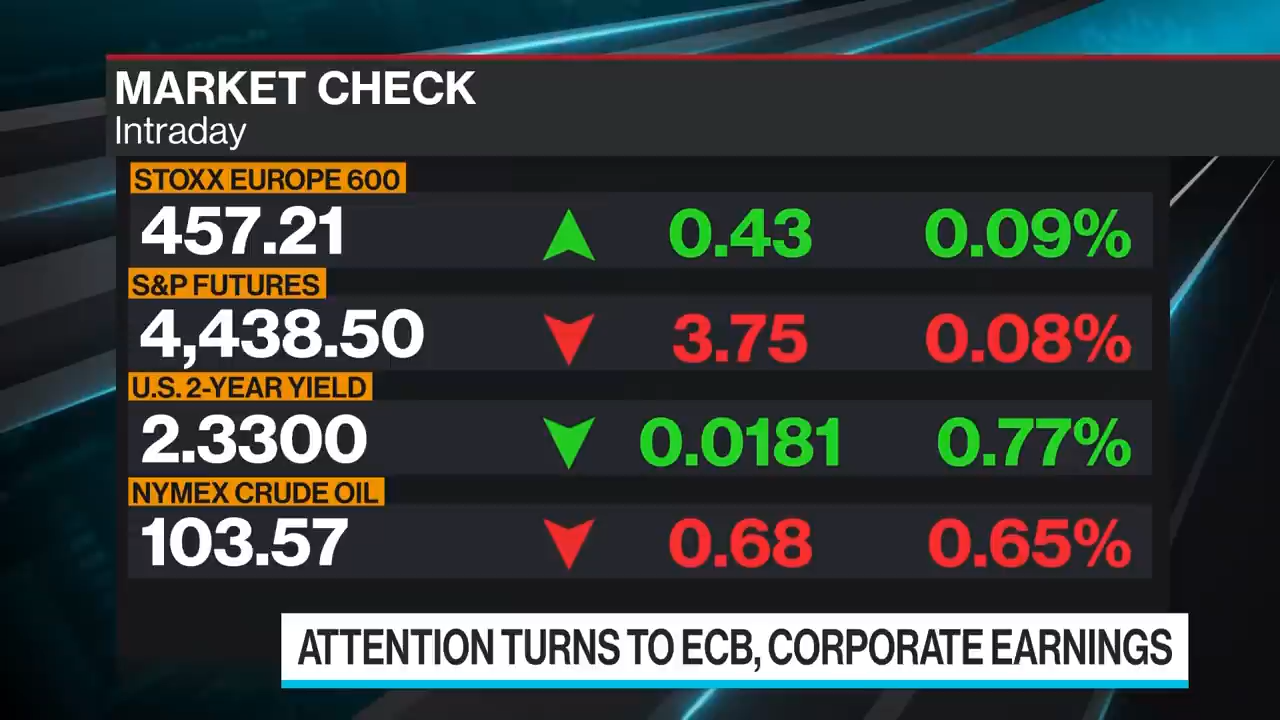 MARKET CHECK
Intraday
STOXX EUROPE 600
457.21 ▲ 0.43 0.09%
S&P FUTURES
4,438.50 ▼ 3.75 0.08%
U.S. 2-YEAR YIELD
2.3300 ▼ 0.0181 0.77%
NYMEX CRUDE OIL
103.57 ▼ 0.68 0.65%
ATTENTION TURNS TO ECB, CORPORATE EARNINGS